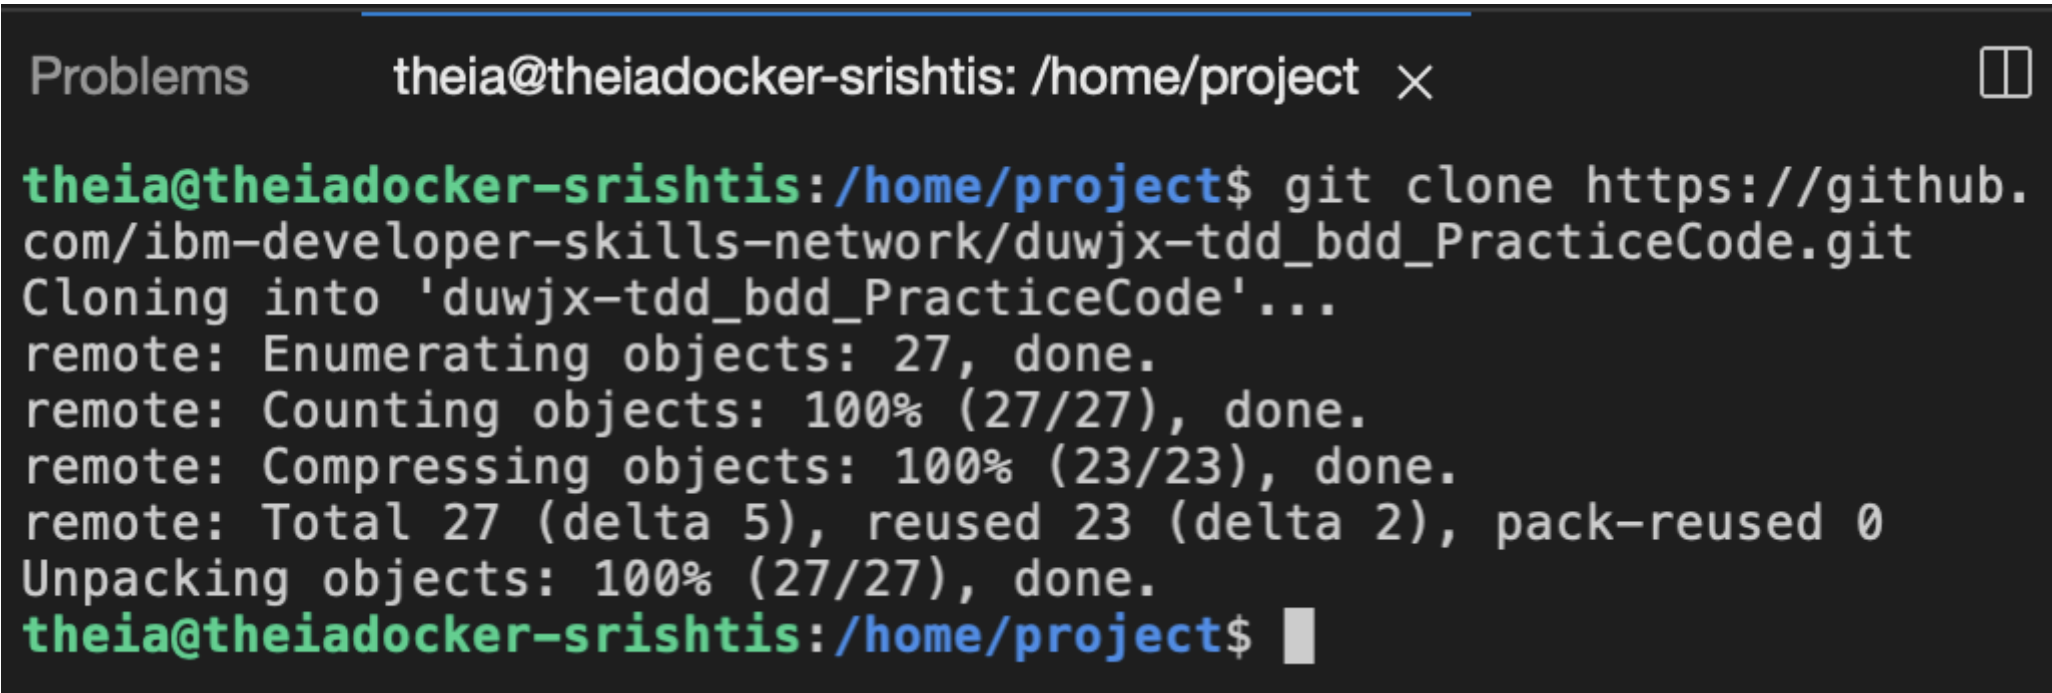 Problems theia@theiadocker-srishtis: /home/project ×
theia@theiadocker-srishtis:/home/project$ git clone https://github.
com/ibm-developer-skills-network/duwjx-tdd_bdd_PracticeCode.git
Cloning into 'duwjx-tdd_bdd_PracticeCode'...
remote: Enumerating objects: 27, done.
remote: Counting objects: 100% (27/27), done.
remote: Compressing objects: 100% (23/23), done.
remote: Total 27 (delta 5), reused 23 (delta 2), pack-reused 0
Unpacking objects: 100% (27/27), done.
theia@theiadocker-srishtis:/home/project$